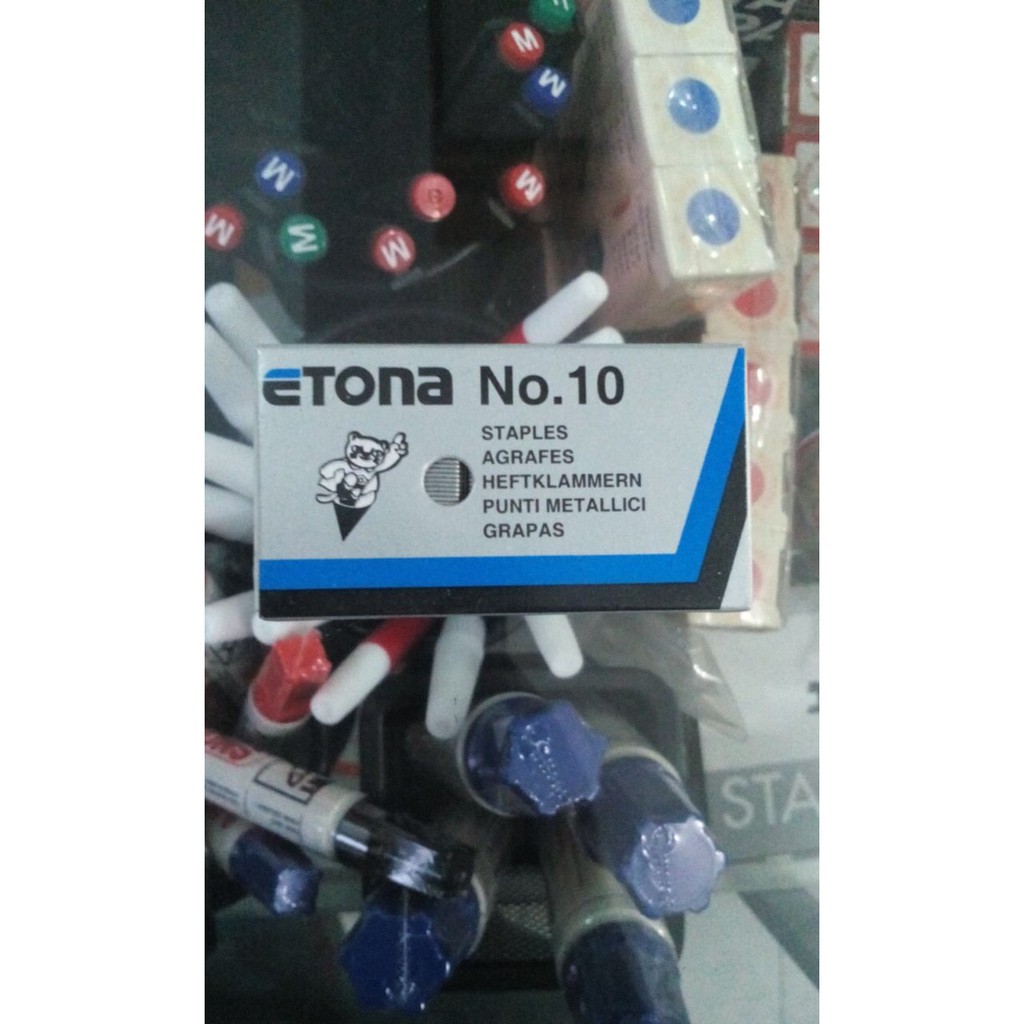 M
M
M
M
M
M
M
ETONA No.10
STAPLES
AGRAFES
HEFTKLAMMERN
PUNTI METALLICI
GRAPAS
STA